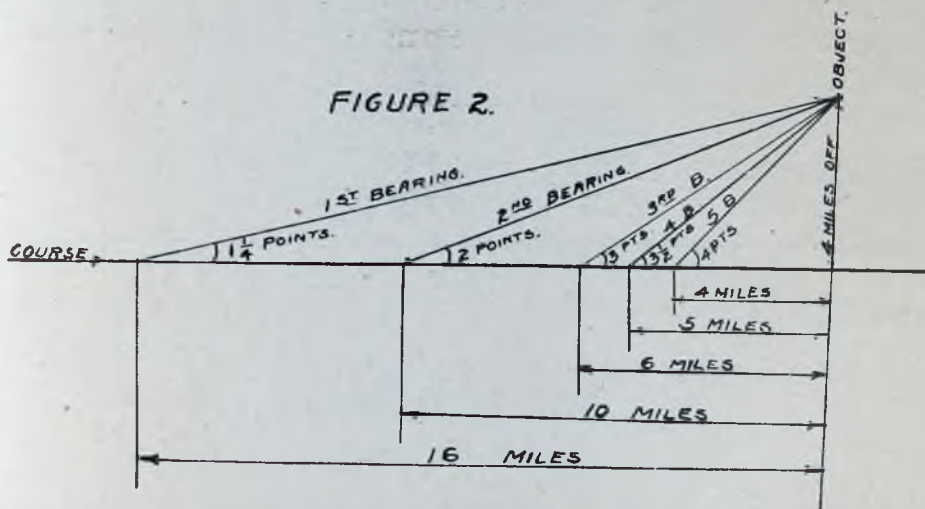 FIGURE 2.
OBJECT.
4 MILES OFF
1ST BEARING.
2ND BEARING.
3RD B.
4 B
5 B
COURSE
1 1/4 POINTS.
2 POINTS.
3 PTS
3 1/2 PTS
4 PTS
4 MILES
5 MILES
6 MILES
10 MILES
16 MILES